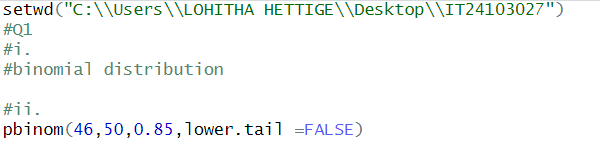 setwd("C:\\Users\\LOHITHA HETTIGE\\Desktop\\IT24103027")
#Q1
#i.
#binomial distribution
#ii.
pbinom(46,50,0.85,lower.tail =FALSE)